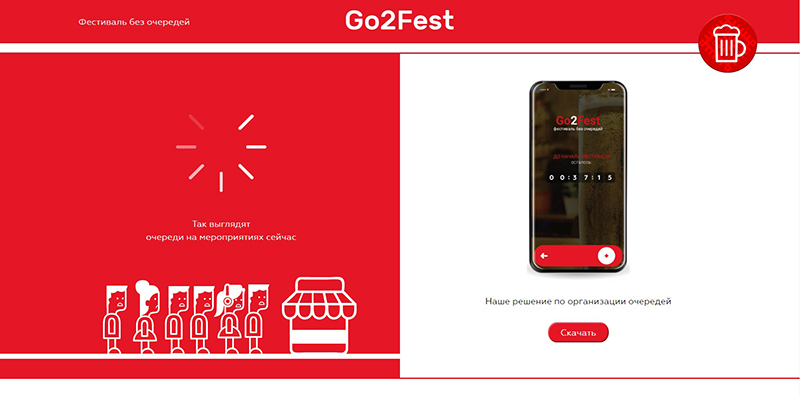 Фестиваль без очередей
Go2Fest
Так выглядят
очереди на мероприятиях сейчас
Go2Fest
фестиваль без очередей
осталось:
0 0 : 3 7 : 1 5
Наше решение по организации очередей
Скачать